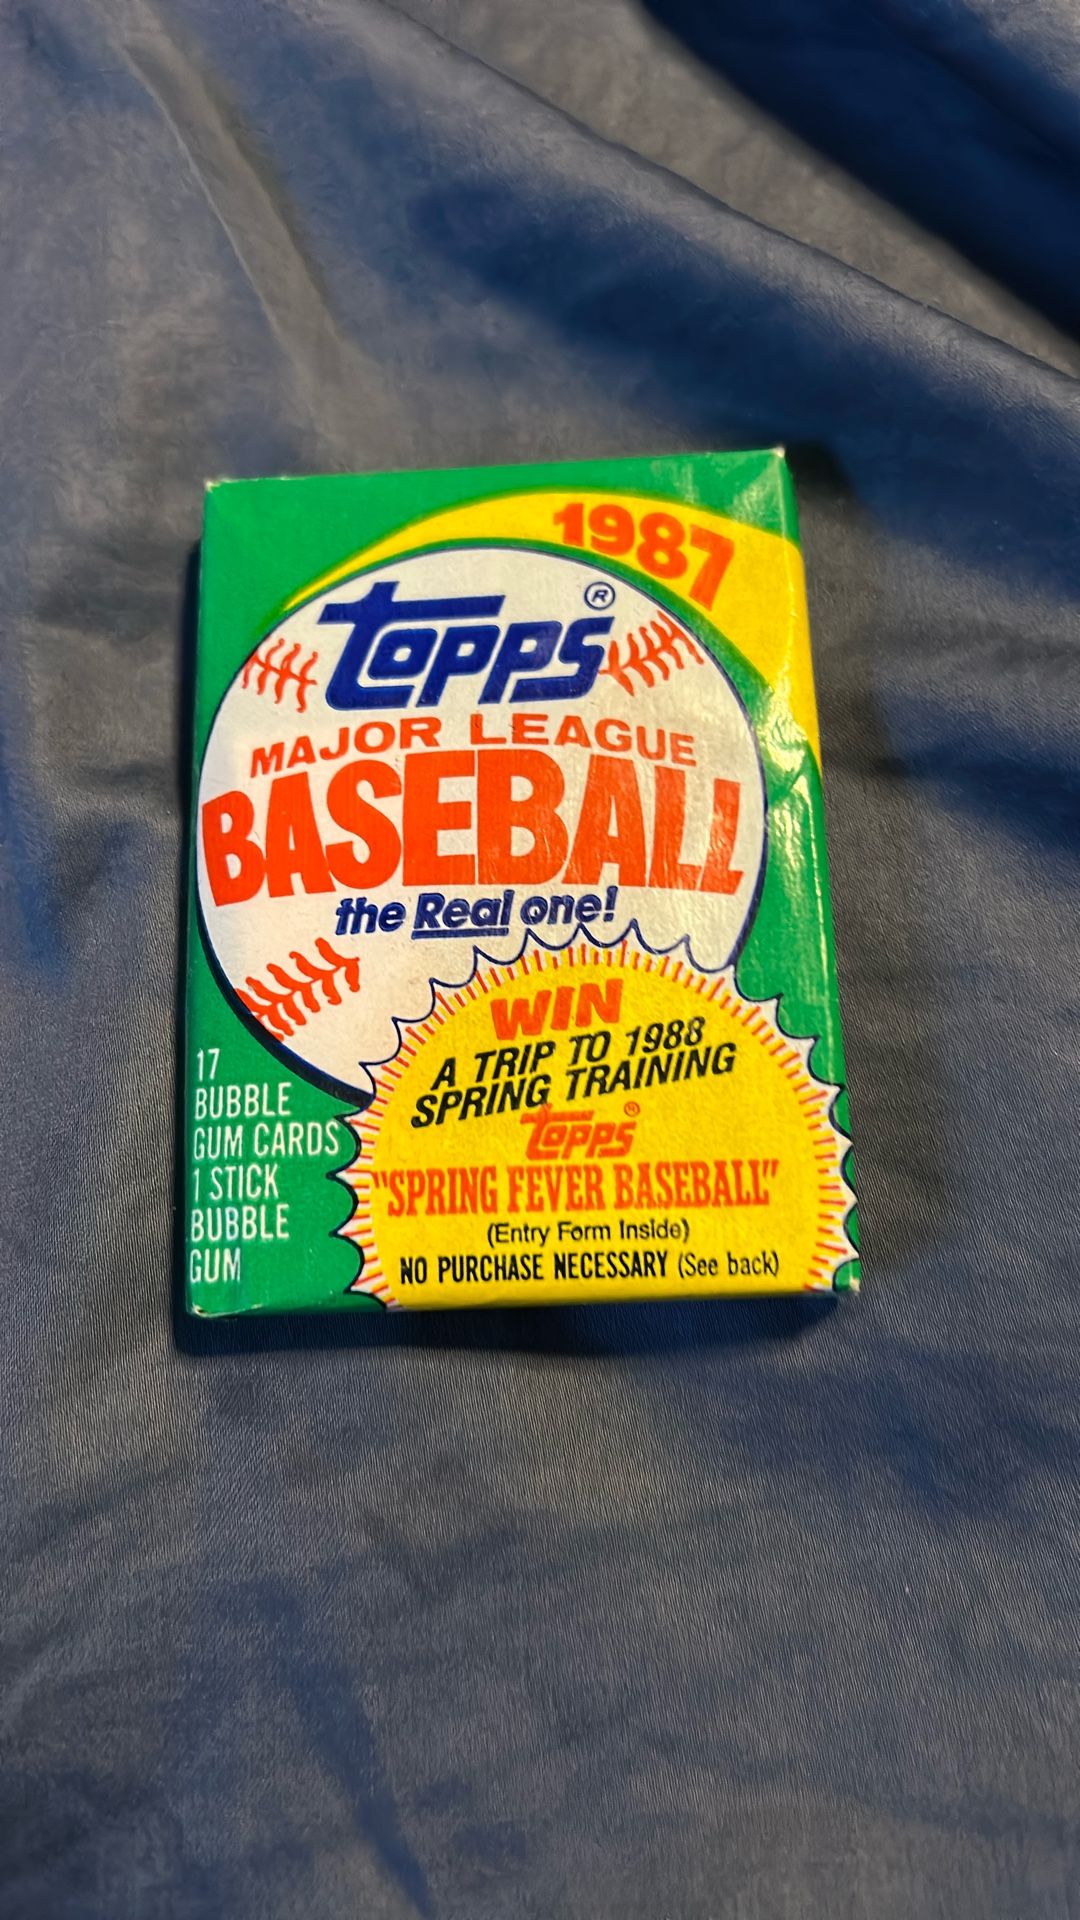 1987
Topps®
MAJOR LEAGUE
BASEBALL
the Real one!
WIN
A TRIP TO 1988
SPRING TRAINING
Topps®
"SPRING FEVER BASEBALL"
(Entry Form Inside)
NO PURCHASE NECESSARY (See back)
17
BUBBLE
GUM CARDS
1 STICK
BUBBLE
GUM